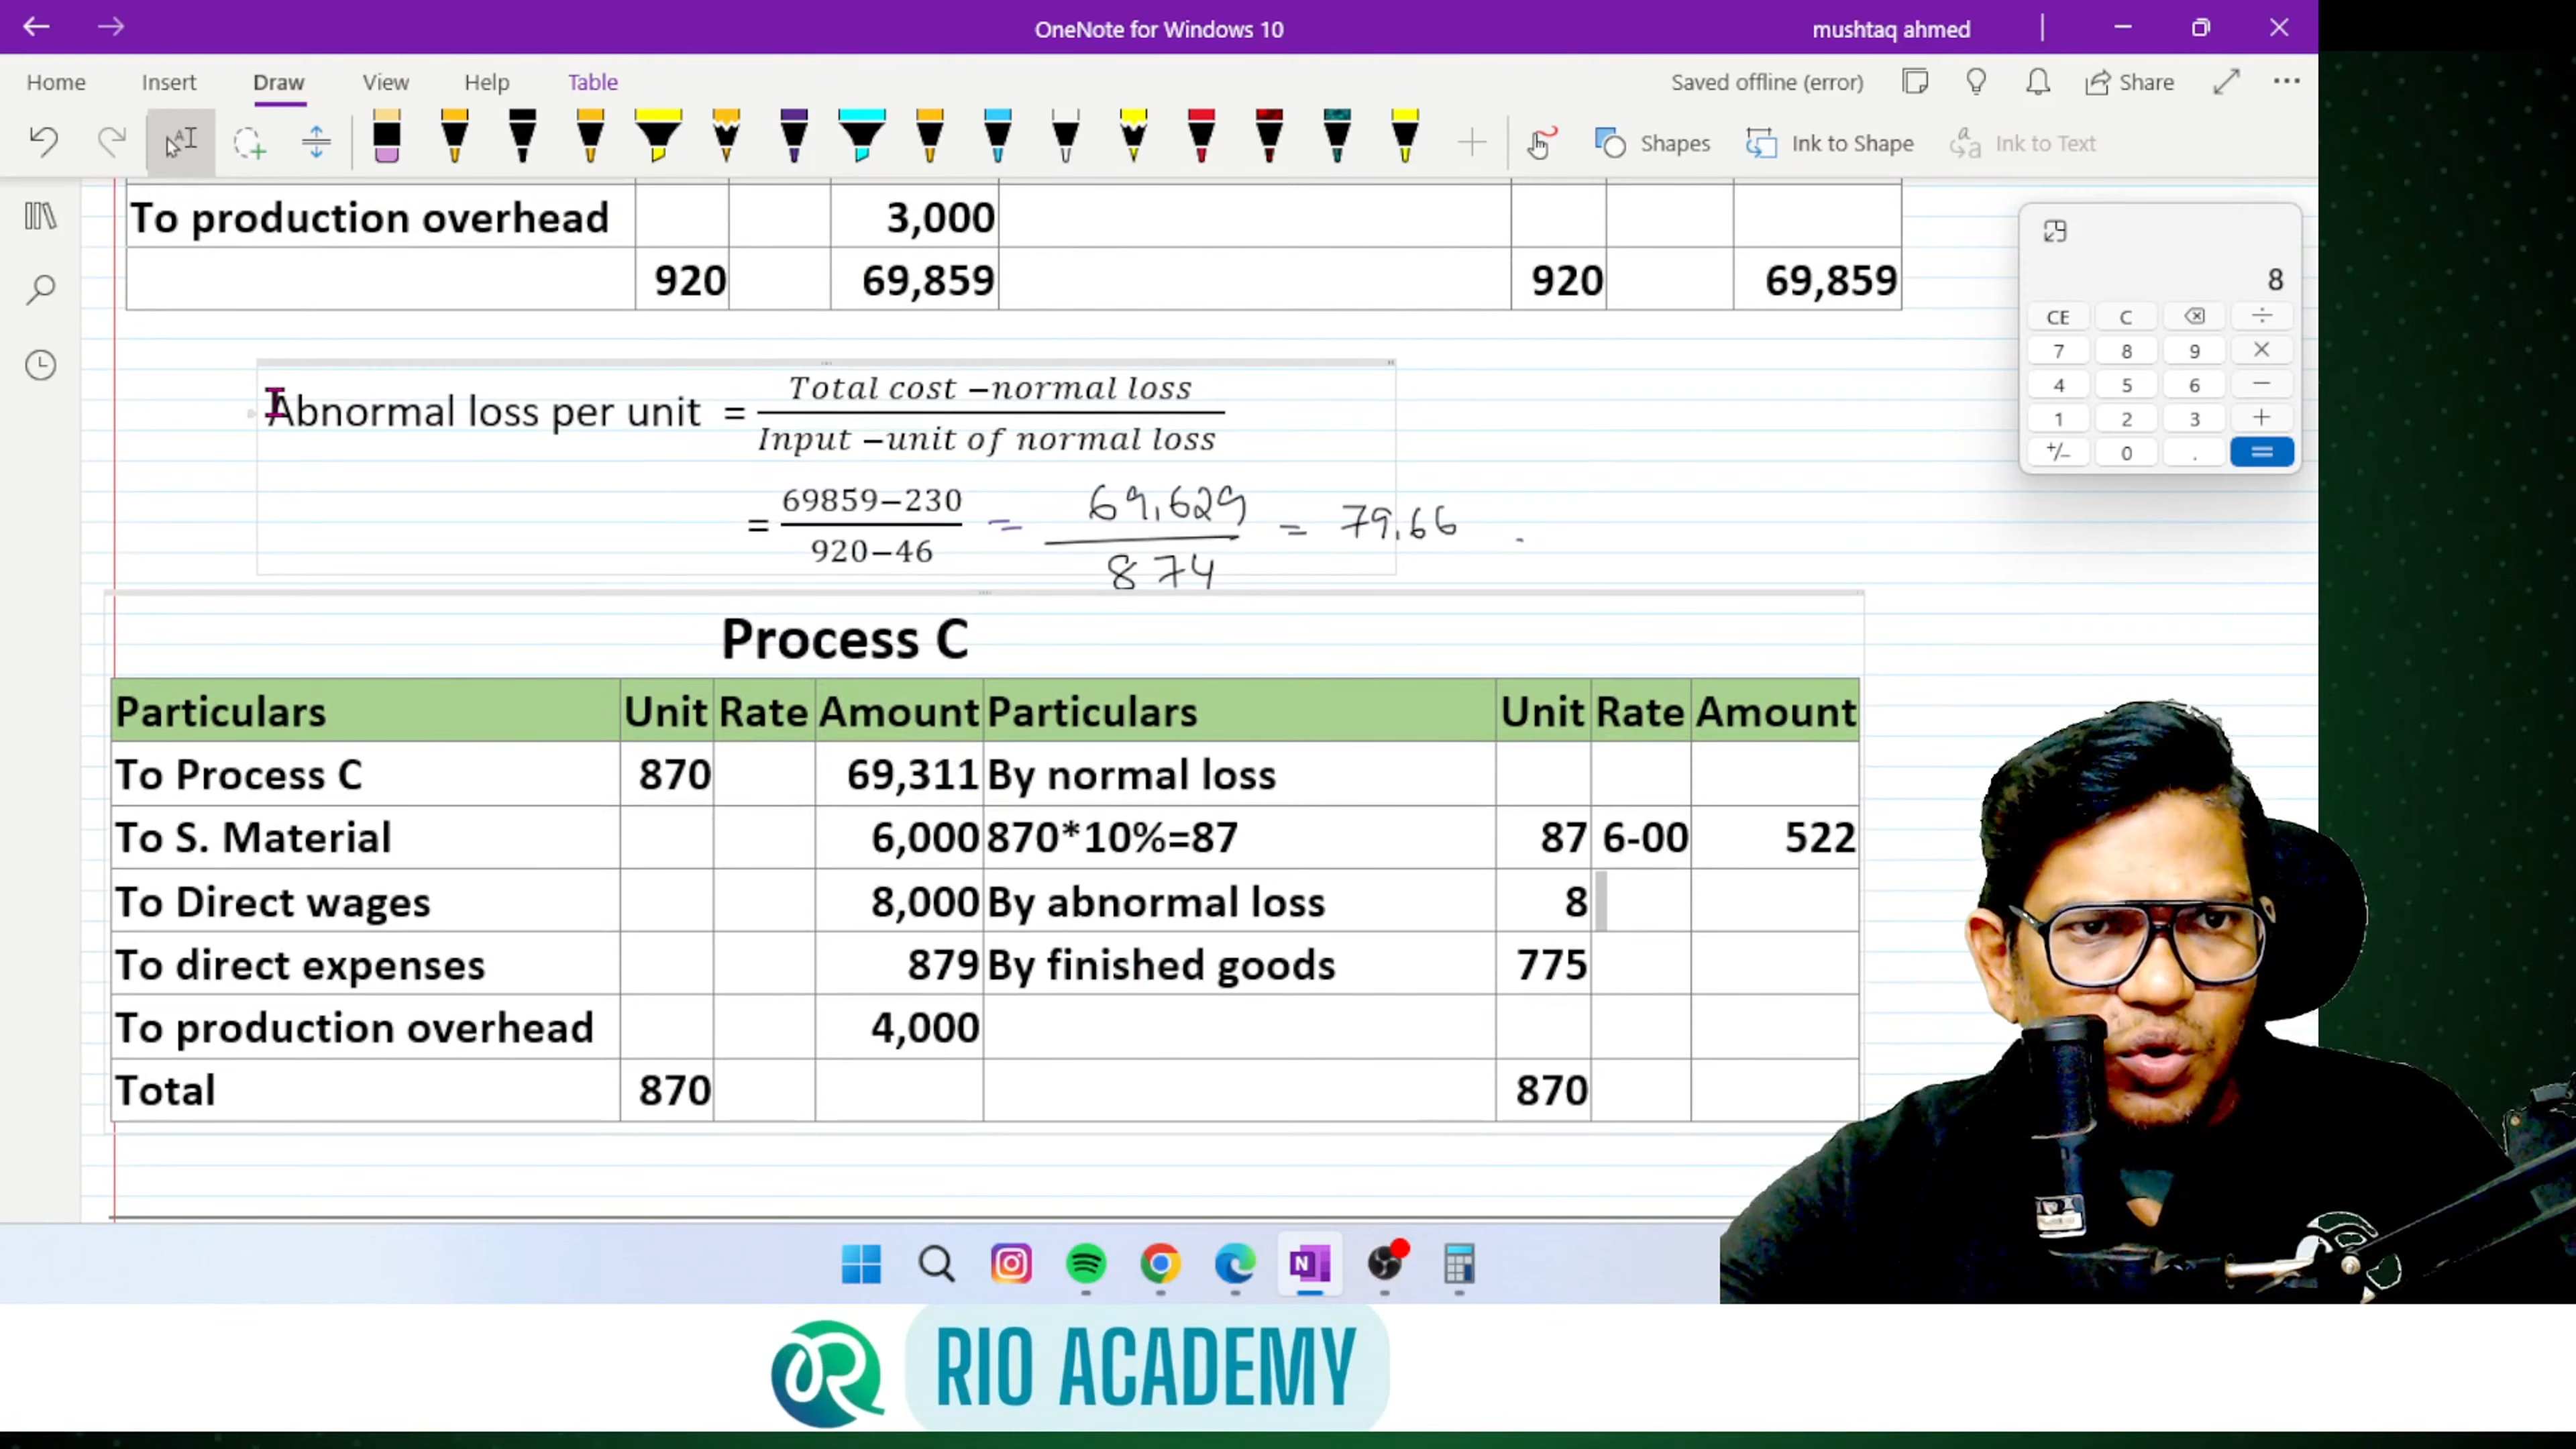 OneNote for Windows 10
mushtaq ahmed
Home Insert Draw View Help Table
Saved offline (error)
Share
Shapes
Ink to Shape
Ink to Text
To production overhead 3,000
920 69,859 920 69,859
8
CE C ÷
7 8 9 ×
4 5 6 −
1 2 3 +
+/− 0 . =
Abnormal loss per unit = Total cost −normal loss
Input −unit of normal loss
= 69859−230 = 69,629 = 79.66
920−46 874
Process C
Particulars Unit Rate Amount Particulars Unit Rate Amount
To Process C 870 69,311 By normal loss
To S. Material 6,000 870*10%=87 87 6-00 522
To Direct wages 8,000 By abnormal loss 8
To direct expenses 879 By finished goods 775
To production overhead 4,000
Total 870 870
RIO ACADEMY